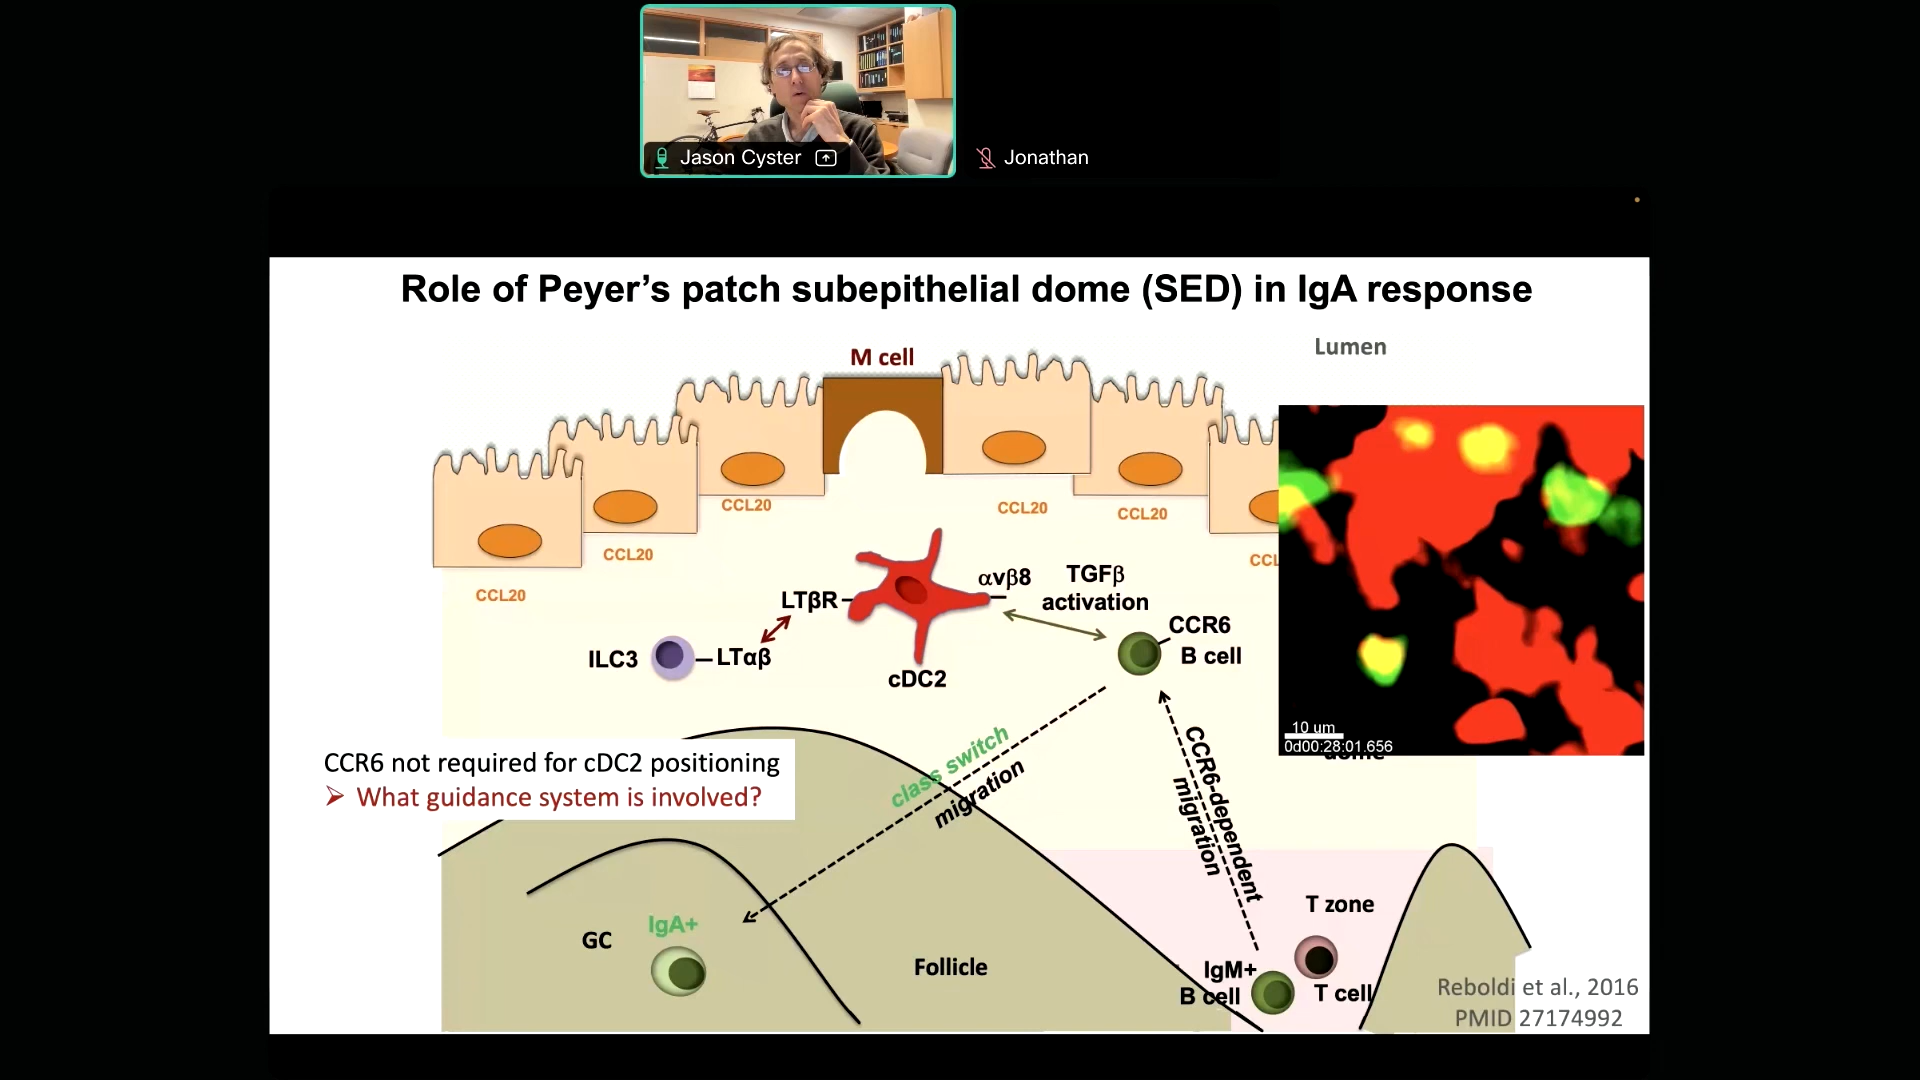 Jason Cyster
Jonathan
Role of Peyer's patch subepithelial dome (SED) in IgA response
Lumen
M cell
CCL20
CCL20
CCL20
CCL20
CCL20
CCL
αvβ8
TGFβ
activation
LTβR
CCR6
B cell
ILC3
LTαβ
cDC2
10 um
0d00:28:01.656
dome
class switch
migration
CCR6-dependent
migration
CCR6 not required for cDC2 positioning
➢ What guidance system is involved?
T zone
IgA+
GC
Follicle
IgM+
B cell
T cell
Reboldi et al., 2016
PMID 27174992